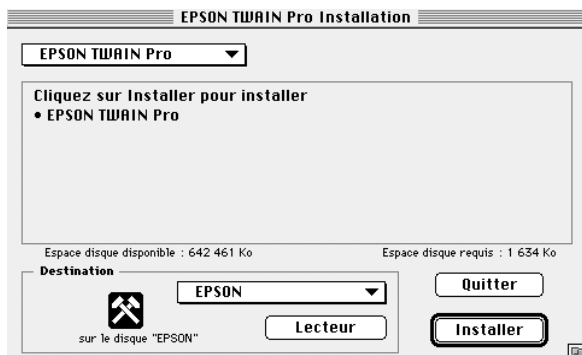 EPSON TWAIN Pro Installation
EPSON TWAIN Pro
Cliquez sur Installer pour installer
• EPSON TWAIN Pro
Espace disque disponible : 642 461 Ko
Espace disque requis : 1 634 Ko
Destination
EPSON
Quitter
sur le disque "EPSON"
Lecteur
Installer